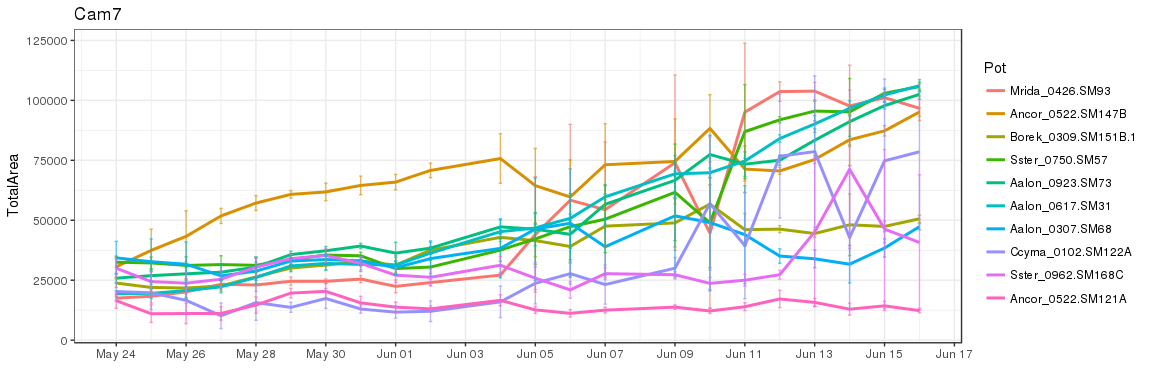 Cam7
TotalArea
125000
100000
75000
50000
25000
0
May 24
May 26
May 28
May 30
Jun 01
Jun 03
Jun 05
Jun 07
Jun 09
Jun 11
Jun 13
Jun 15
Jun 17
Pot
Mrida_0426.SM93
Ancor_0522.SM147B
Borek_0309.SM151B.1
Sster_0750.SM57
Aalon_0923.SM73
Aalon_0617.SM31
Aalon_0307.SM68
Ccyma_0102.SM122A
Sster_0962.SM168C
Ancor_0522.SM121A